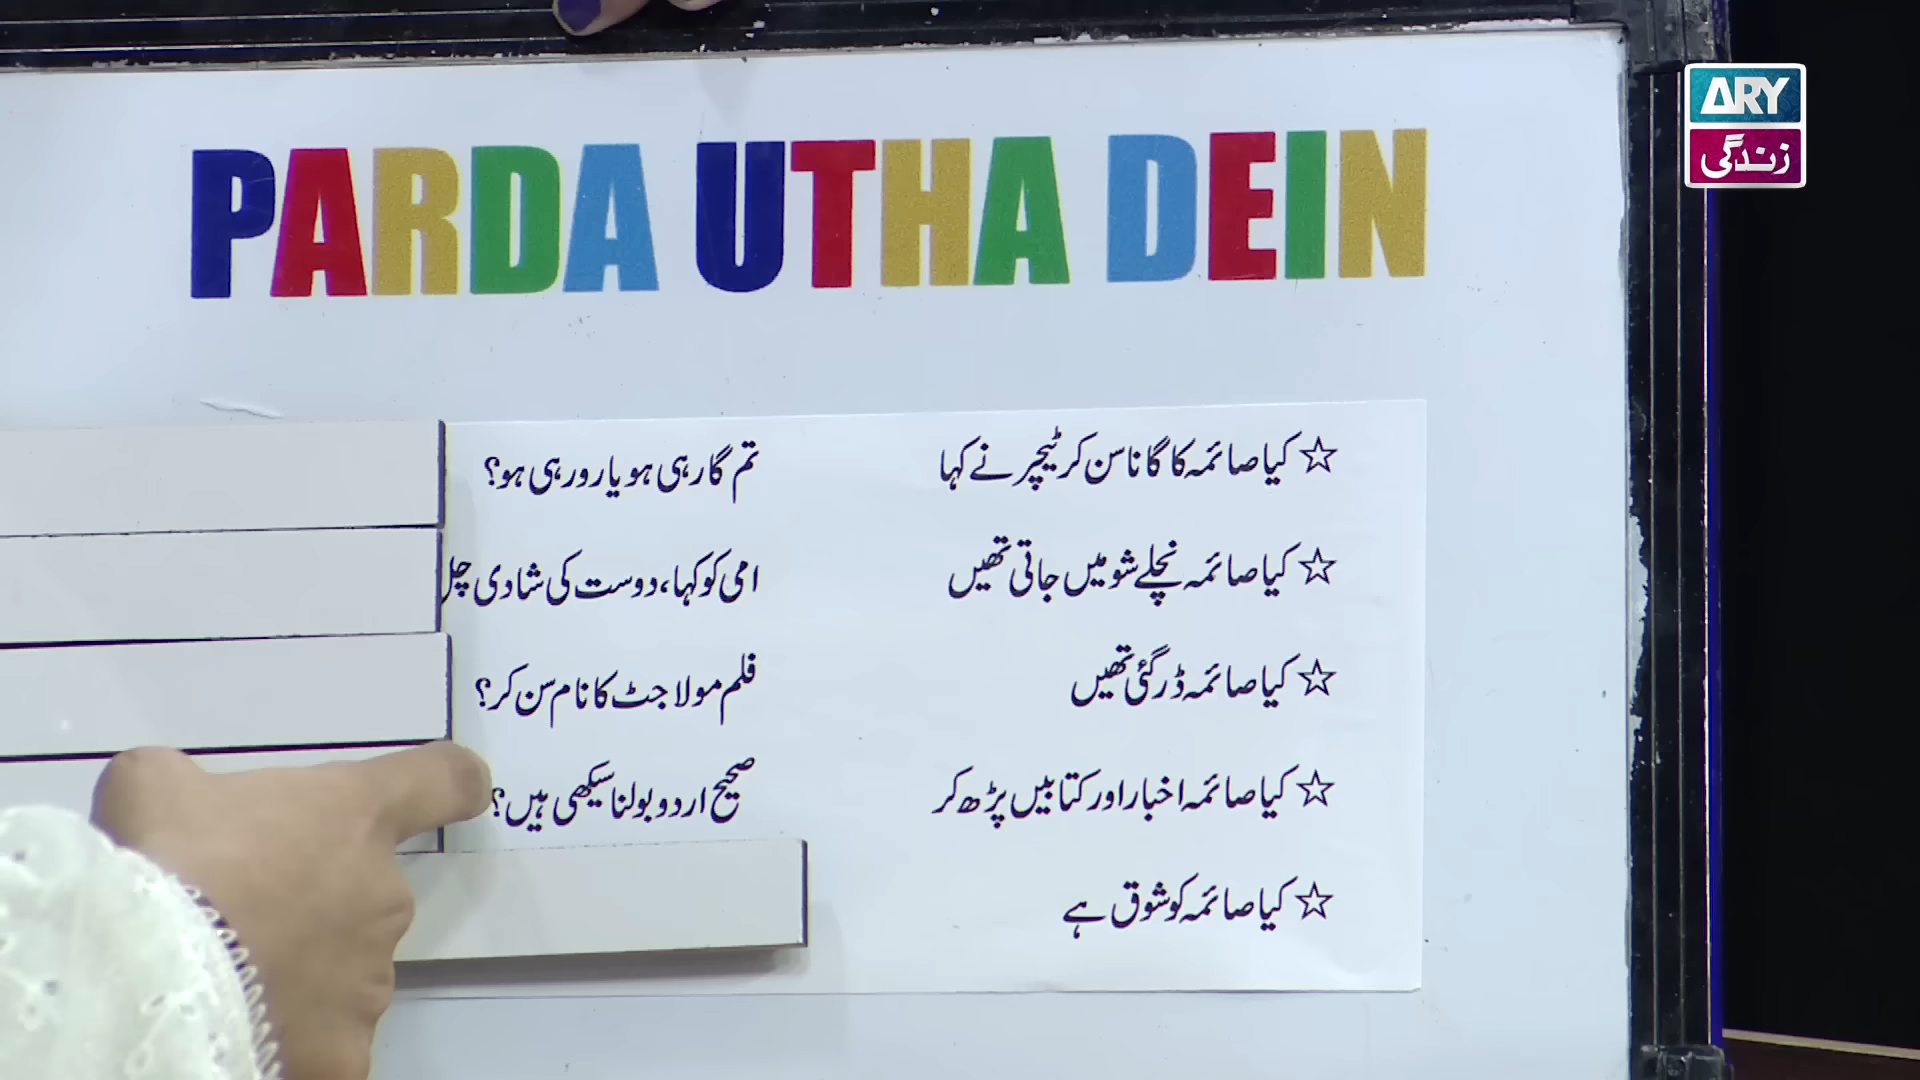 PARDA UTHA DEIN
ARY
زندگی
☆ کیا صائمہ کا گانا سن کر ٹیچر نے کہا تم گا رہی ہو یا رو رہی ہو؟
☆ کیا صائمہ نچلے شو میں جاتی تھیں امی کو کہا، دوست کی شادی چل
☆ کیا صائمہ ڈر گئی تھیں فلم مولا جٹ کا نام سن کر؟
☆ کیا صائمہ اخبار اور کتابیں پڑھ کر صحیح اردو بولنا سیکھی ہیں؟
☆ کیا صائمہ کو شوق ہے